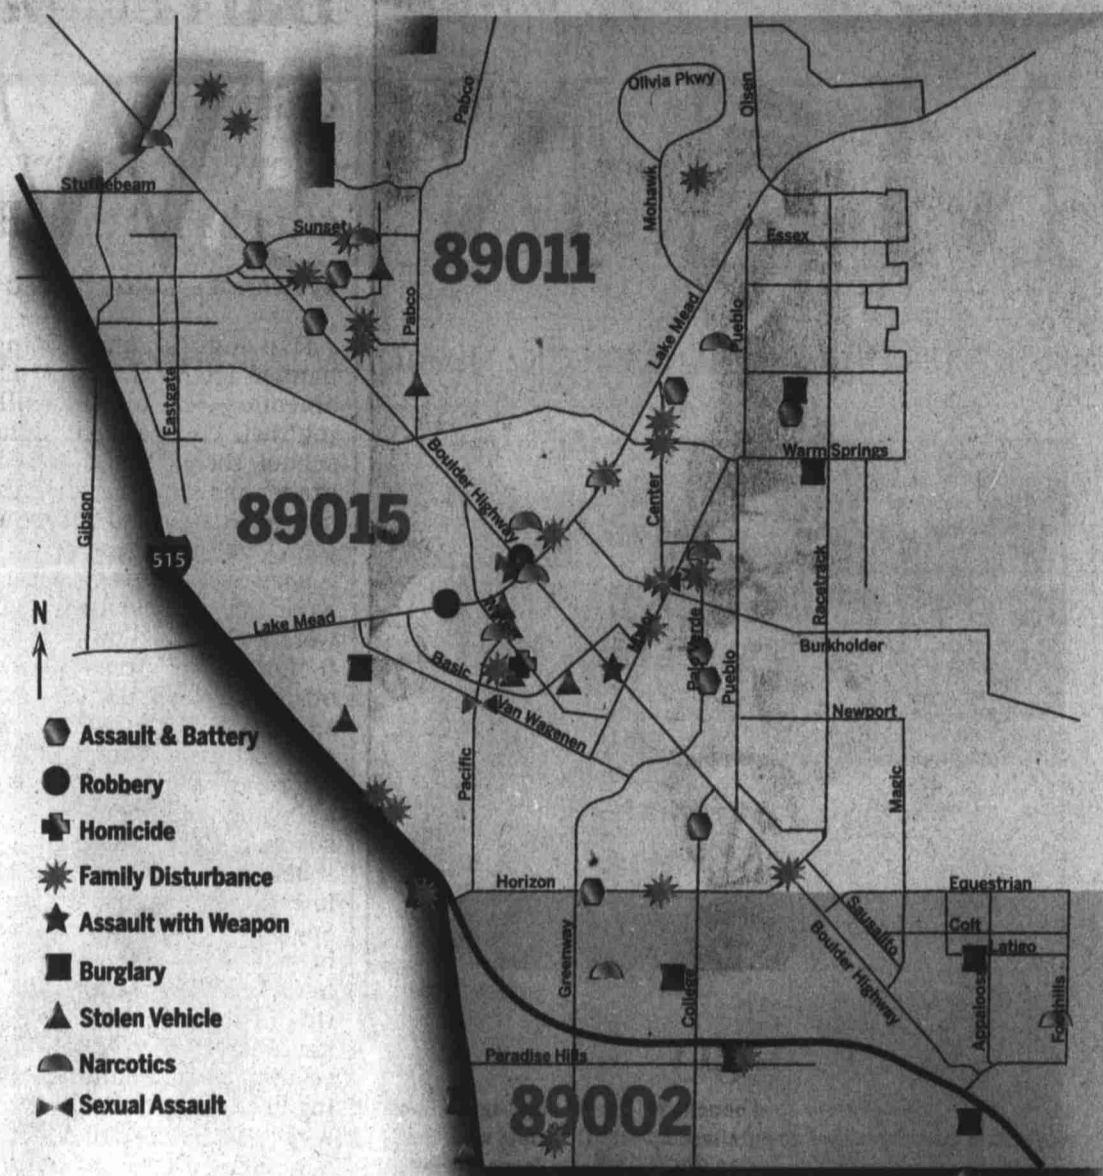 Olivia Pkwy
Pabco
Olsen
Mohawk
Sunset
Essex
89011
Pabco
Lake Mead
Pueblo
Eastgate
Boulder Highway
Warm Springs
Center
Gibson
89015
515
Racetrack
N
Lake Mead
Major
Burkholder
Basic
Pueblo
Van Wagenen
Newport
Assault & Battery
Pacific
Magic
Robbery
Homicide
Family Disturbance
Horizon
Equestrian
Assault with Weapon
Sausalito
Colt
Latigo
Boulder Highway
Greenway
Burglary
College
Appaloosa
Foothills
Stolen Vehicle
Paradise Hills
Narcotics
Sexual Assault
89002